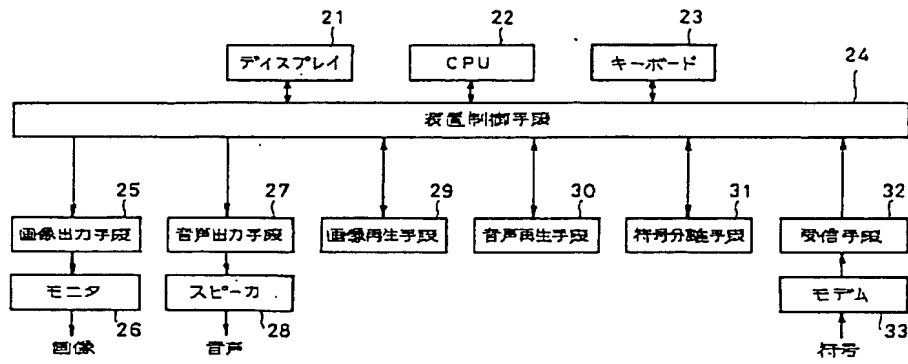 21 22 23
ディスプレイ CPU キーボード
24
装置制御手段
25 27 29 30 31 32
画像出力手段 音声出力手段 画像再生手段 音声再生手段 符号分離手段 受信手段
モニタ スピーカ モデム
26 28 33
画像 音声 符号